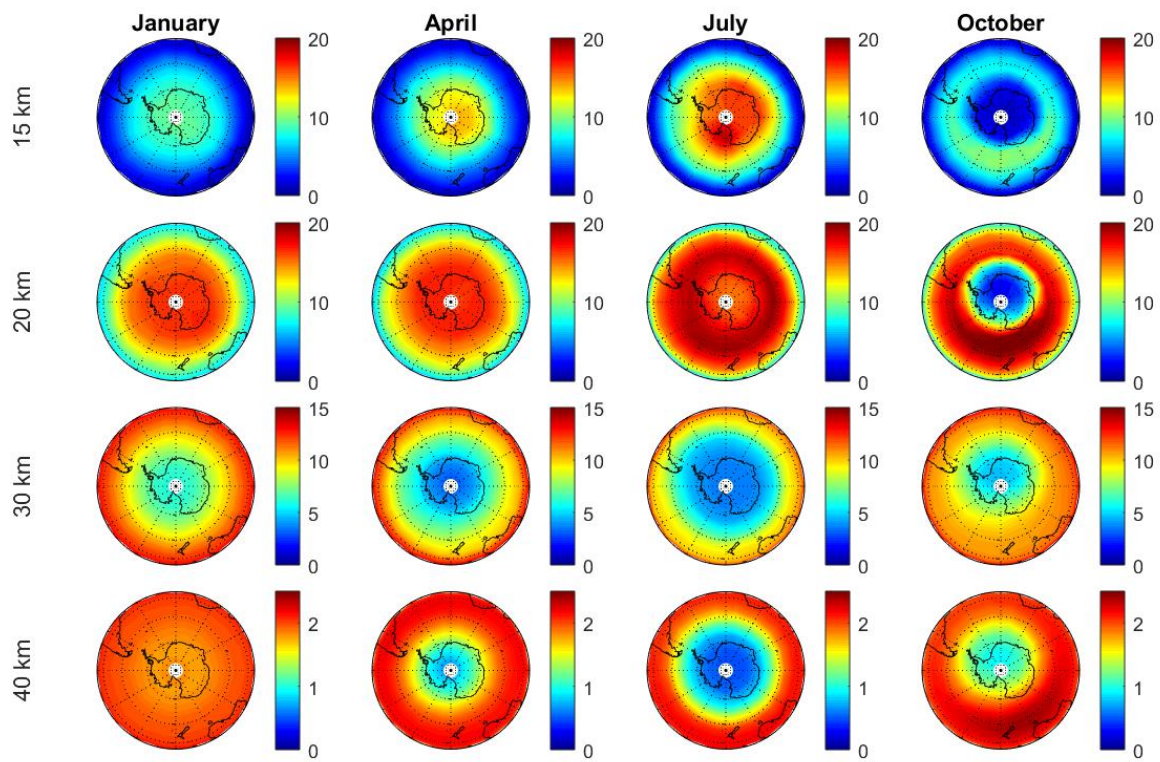 January April July October
15 km
20 10 0 20 10 0 20 10 0 20 10 0
20 km
20 10 0 20 10 0 20 10 0 20 10 0
30 km
15 10 5 0 15 10 5 0 15 10 5 0 15 10 5 0
40 km
2 1 0 2 1 0 2 1 0 2 1 0